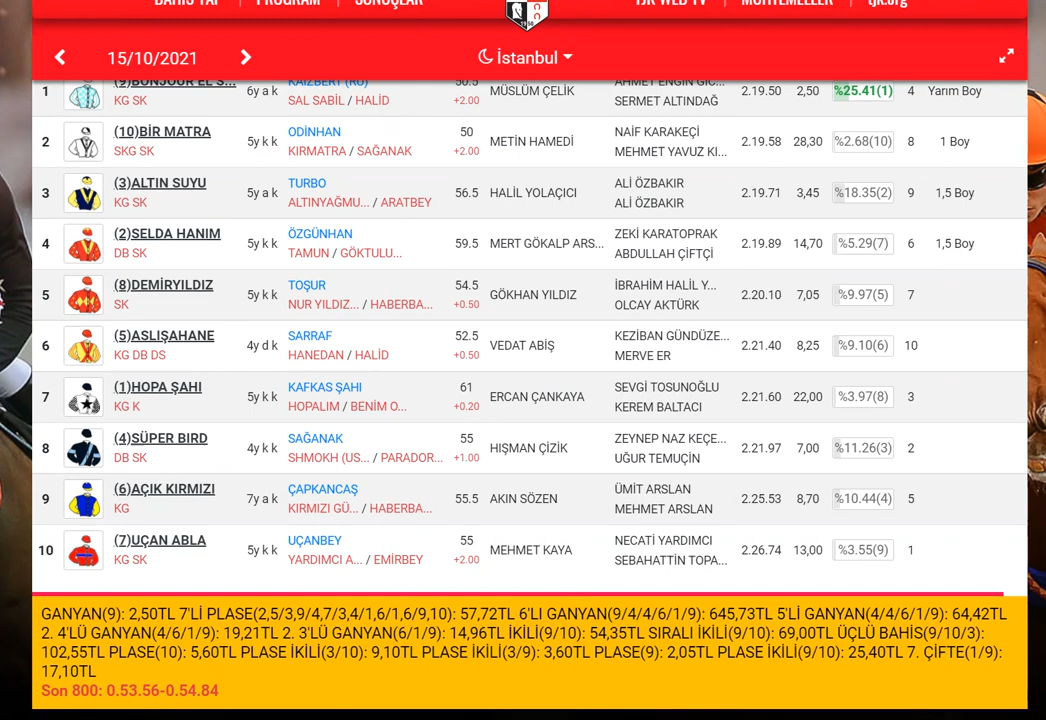 BAHİS YAP | PROGRAM | SONUÇLAR TJK WEB TV | MUHTEMELLER | tjk.org
15/10/2021 İstanbul
1 (9)BONJOUR EL S... KG SK 6y a k KAIZBERT (RU) SAL SABİL / HALID 50.5 +2.00 MÜSLÜM ÇELİK SERMET ALTINDAĞ 2.19.50 2,50 %25.41(1) 4 Yarım Boy
2 (10)BİR MATRA SKG SK 5y k k ODİNHAN KIRMATRA / SAĞANAK 50 +2.00 METİN HAMEDİ NAİF KARAKEÇİ MEHMET YAVUZ KI... 2.19.58 28,30 %2.68(10) 8 1 Boy
3 (3)ALTIN SUYU KG SK 5y a k TURBO ALTINYAĞMU... / ARATBEY 56.5 HALİL YOLAÇICI ALİ ÖZBAKIR ALİ ÖZBAKIR 2.19.71 3,45 %18.35(2) 9 1,5 Boy
4 (2)SELDA HANIM DB SK 5y k k ÖZGÜNHAN TAMUN / GÖKTULU... 59.5 MERT GÖKALP ARS... ZEKİ KARATOPRAK ABDULLAH ÇİFTÇİ 2.19.89 14,70 %5.29(7) 6 1,5 Boy
5 (8)DEMİRYILDIZ SK 5y k k TOŞUR NUR YILDIZ... / HABERBA... 54.5 +0.50 GÖKHAN YILDIZ İBRAHİM HALİL Y... OLCAY AKTÜRK 2.20.10 7,05 %9.97(5) 7
6 (5)ASLIŞAHANE KG DB DS 4y d k SARRAF HANEDAN / HALID 52.5 +0.50 VEDAT ABİŞ KEZİBAN GÜNDÜZE... MERVE ER 2.21.40 8,25 %9.10(6) 10
7 (1)HOPA ŞAHI KG K 5y k k KAFKAS ŞAHI HOPALIM / BENİM O... 61 +0.20 ERCAN ÇANKAYA SEVGİ TOSUNOĞLU KEREM BALTACI 2.21.60 22,00 %3.97(8) 3
8 (4)SÜPER BIRD DB SK 4y k k SAĞANAK SHMOKH (US... / PARADOR... 55 +1.00 HIŞMAN ÇİZİK ZEYNEP NAZ KEÇE... UĞUR TEMUÇİN 2.21.97 7,00 %11.26(3) 2
9 (6)AÇIK KIRMIZI KG 7y a k ÇAPKANCAŞ KIRMIZI GÜ... / HABERBA... 55.5 AKIN SÖZEN ÜMİT ARSLAN MEHMET ARSLAN 2.25.53 8,70 %10.44(4) 5
10 (7)UÇAN ABLA KG SK 5y k k UÇANBEY YARDIMCI A... / EMİRBEY 55 +2.00 MEHMET KAYA NECATİ YARDIMCI SEBAHATTİN TOPA... 2.26.74 13,00 %3.55(9) 1
GANYAN(9): 2,50TL 7'Lİ PLASE(2,5/3,9/4,7/3,4/1,6/1,6/9,10): 57,72TL 6'LI GANYAN(9/4/4/6/1/9): 645,73TL 5'Lİ GANYAN(4/4/6/1/9): 64,42TL
2. 4'LÜ GANYAN(4/6/1/9): 19,21TL 2. 3'LÜ GANYAN(6/1/9): 14,96TL İKİLİ(9/10): 54,35TL SIRALI İKİLİ(9/10): 69,00TL ÜÇLÜ BAHİS(9/10/3):
102,55TL PLASE(10): 5,60TL PLASE İKİLİ(3/10): 9,10TL PLASE İKİLİ(3/9): 3,60TL PLASE(9): 2,05TL PLASE İKİLİ(9/10): 25,40TL 7. ÇİFTE(1/9):
17,10TL
Son 800: 0.53.56-0.54.84